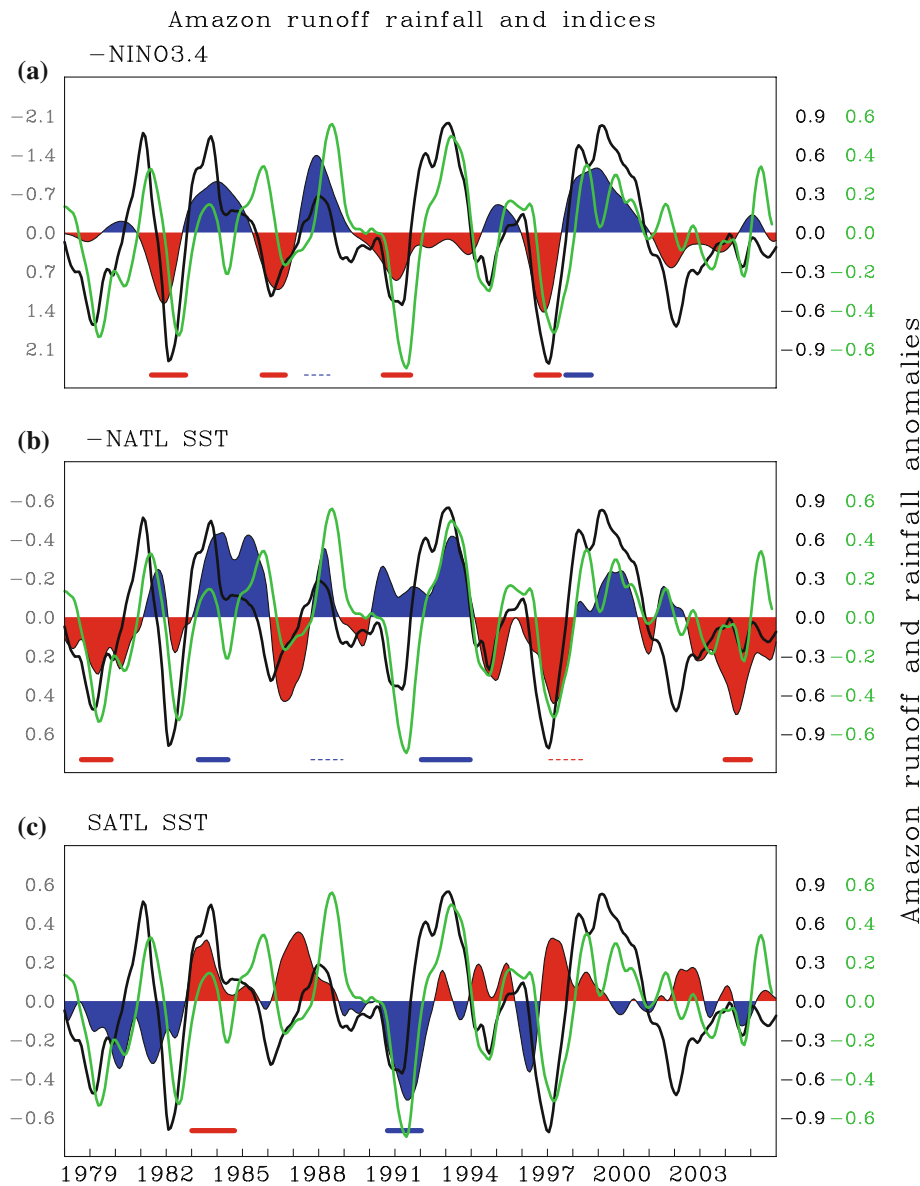 Amazon runoff rainfall and indices
(a) −NINO3.4
−2.1 0.9 0.6
−1.4 0.6 0.4
−0.7 0.3 0.2
0.0 0.0 0.0
0.7 −0.3 −0.2
1.4 −0.6 −0.4
2.1 −0.9 −0.6
(b) −NATL SST
−0.6 0.9 0.6
−0.4 0.6 0.4
−0.2 0.3 0.2
0.0 0.0 0.0
0.2 −0.3 −0.2
0.4 −0.6 −0.4
0.6 −0.9 −0.6
(c) SATL SST
0.6 0.9 0.6
0.4 0.6 0.4
0.2 0.3 0.2
0.0 0.0 0.0
−0.2 −0.3 −0.2
−0.4 −0.6 −0.4
−0.6 −0.9 −0.6
1979 1982 1985 1988 1991 1994 1997 2000 2003
Amazon runoff and rainfall anomalies